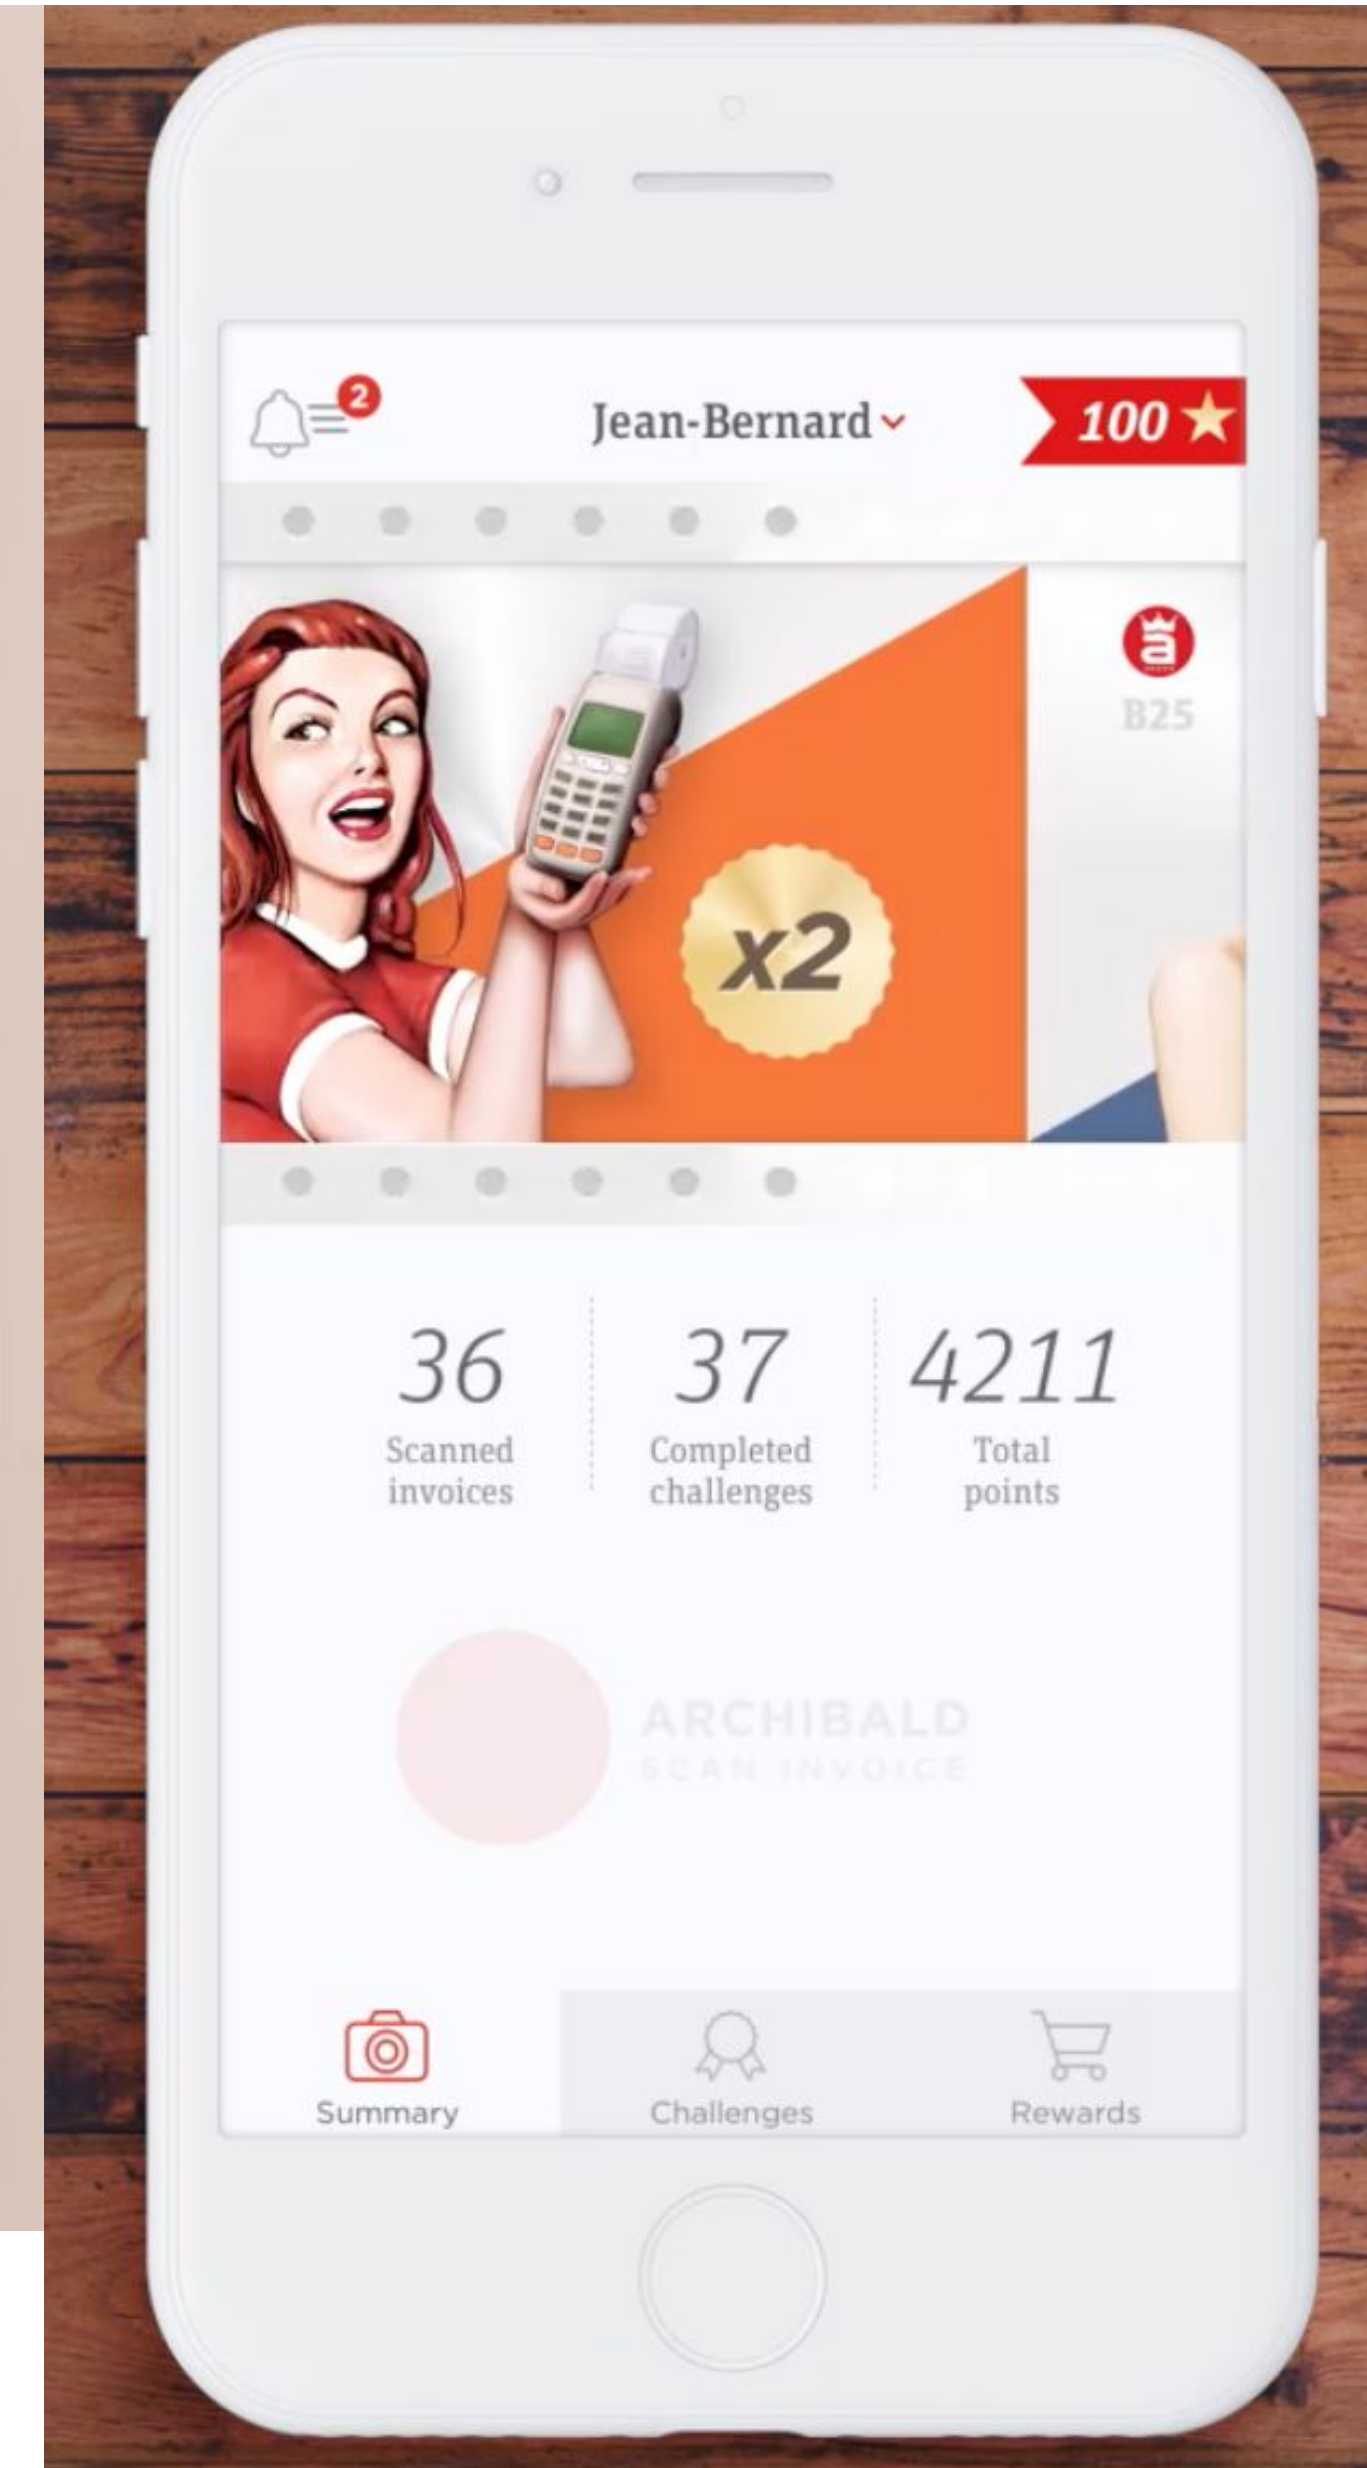 2
Jean-Bernard
100
a
B25
x2
36
37
4211
Scanned
invoices
Completed
challenges
Total
points
ARCHIBALD
SCAN INVOICE
Summary
Challenges
Rewards